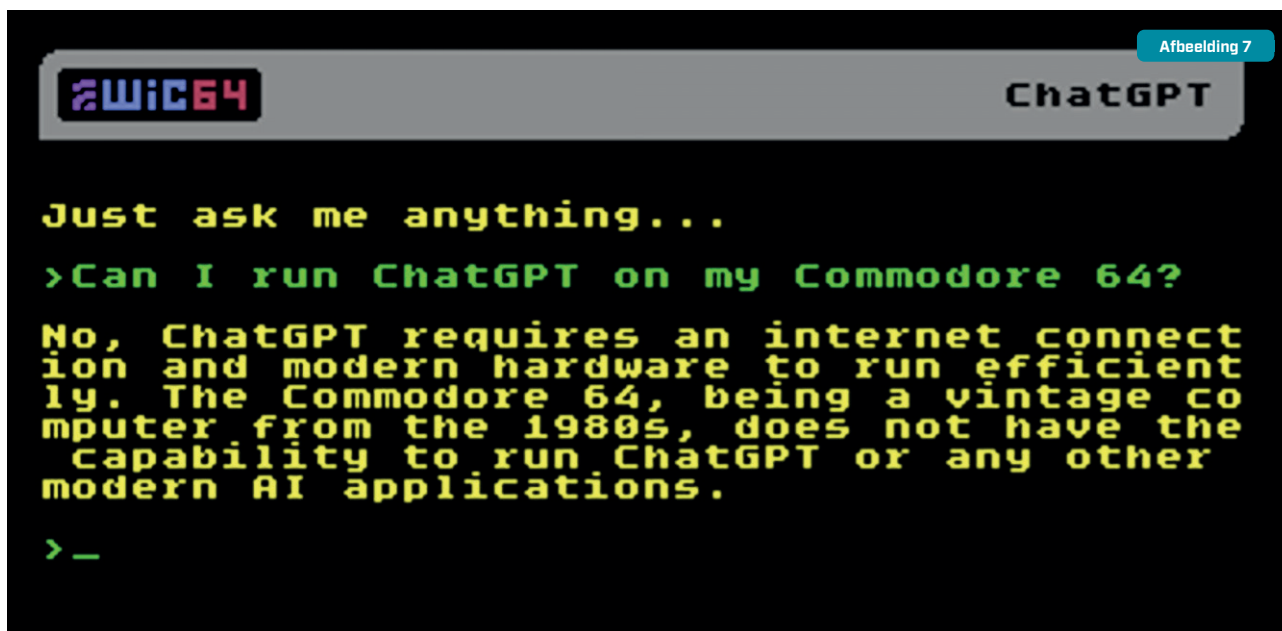 Afbeelding 7
WiC64
ChatGPT
Just ask me anything...
>Can I run ChatGPT on my Commodore 64?
No, ChatGPT requires an internet connect
ion and modern hardware to run efficient
ly. The Commodore 64, being a vintage co
mputer from the 1980s, does not have the
 capability to run ChatGPT or any other
modern AI applications.
>_